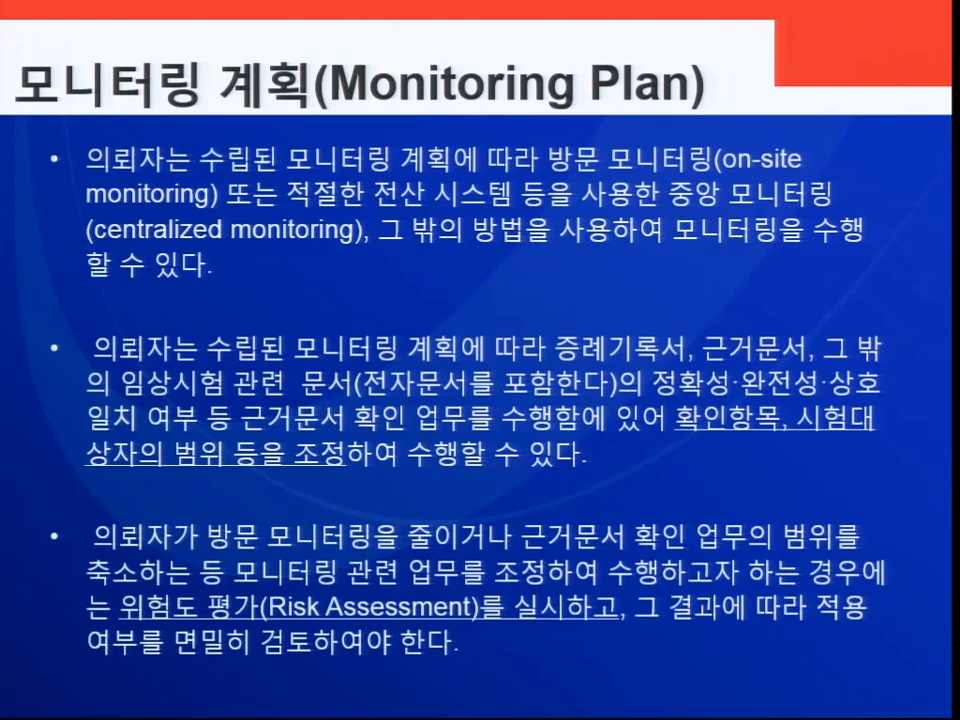 모니터링 계획(Monitoring Plan)
• 의뢰자는 수립된 모니터링 계획에 따라 방문 모니터링(on-site
monitoring) 또는 적절한 전산 시스템 등을 사용한 중앙 모니터링
(centralized monitoring), 그 밖의 방법을 사용하여 모니터링을 수행
할 수 있다.
• 의뢰자는 수립된 모니터링 계획에 따라 증례기록서, 근거문서, 그 밖
의 임상시험 관련 문서(전자문서를 포함한다)의 정확성·완전성·상호
일치 여부 등 근거문서 확인 업무를 수행함에 있어 확인항목, 시험대
상자의 범위 등을 조정하여 수행할 수 있다.
• 의뢰자가 방문 모니터링을 줄이거나 근거문서 확인 업무의 범위를
축소하는 등 모니터링 관련 업무를 조정하여 수행하고자 하는 경우에
는 위험도 평가(Risk Assessment)를 실시하고, 그 결과에 따라 적용
여부를 면밀히 검토하여야 한다.